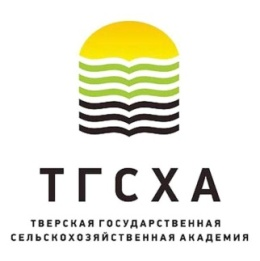 ТГСХА
ТВЕРСКАЯ ГОСУДАРСТВЕННАЯ
СЕЛЬСКОХОЗЯЙСТВЕННАЯ АКАДЕМИЯ